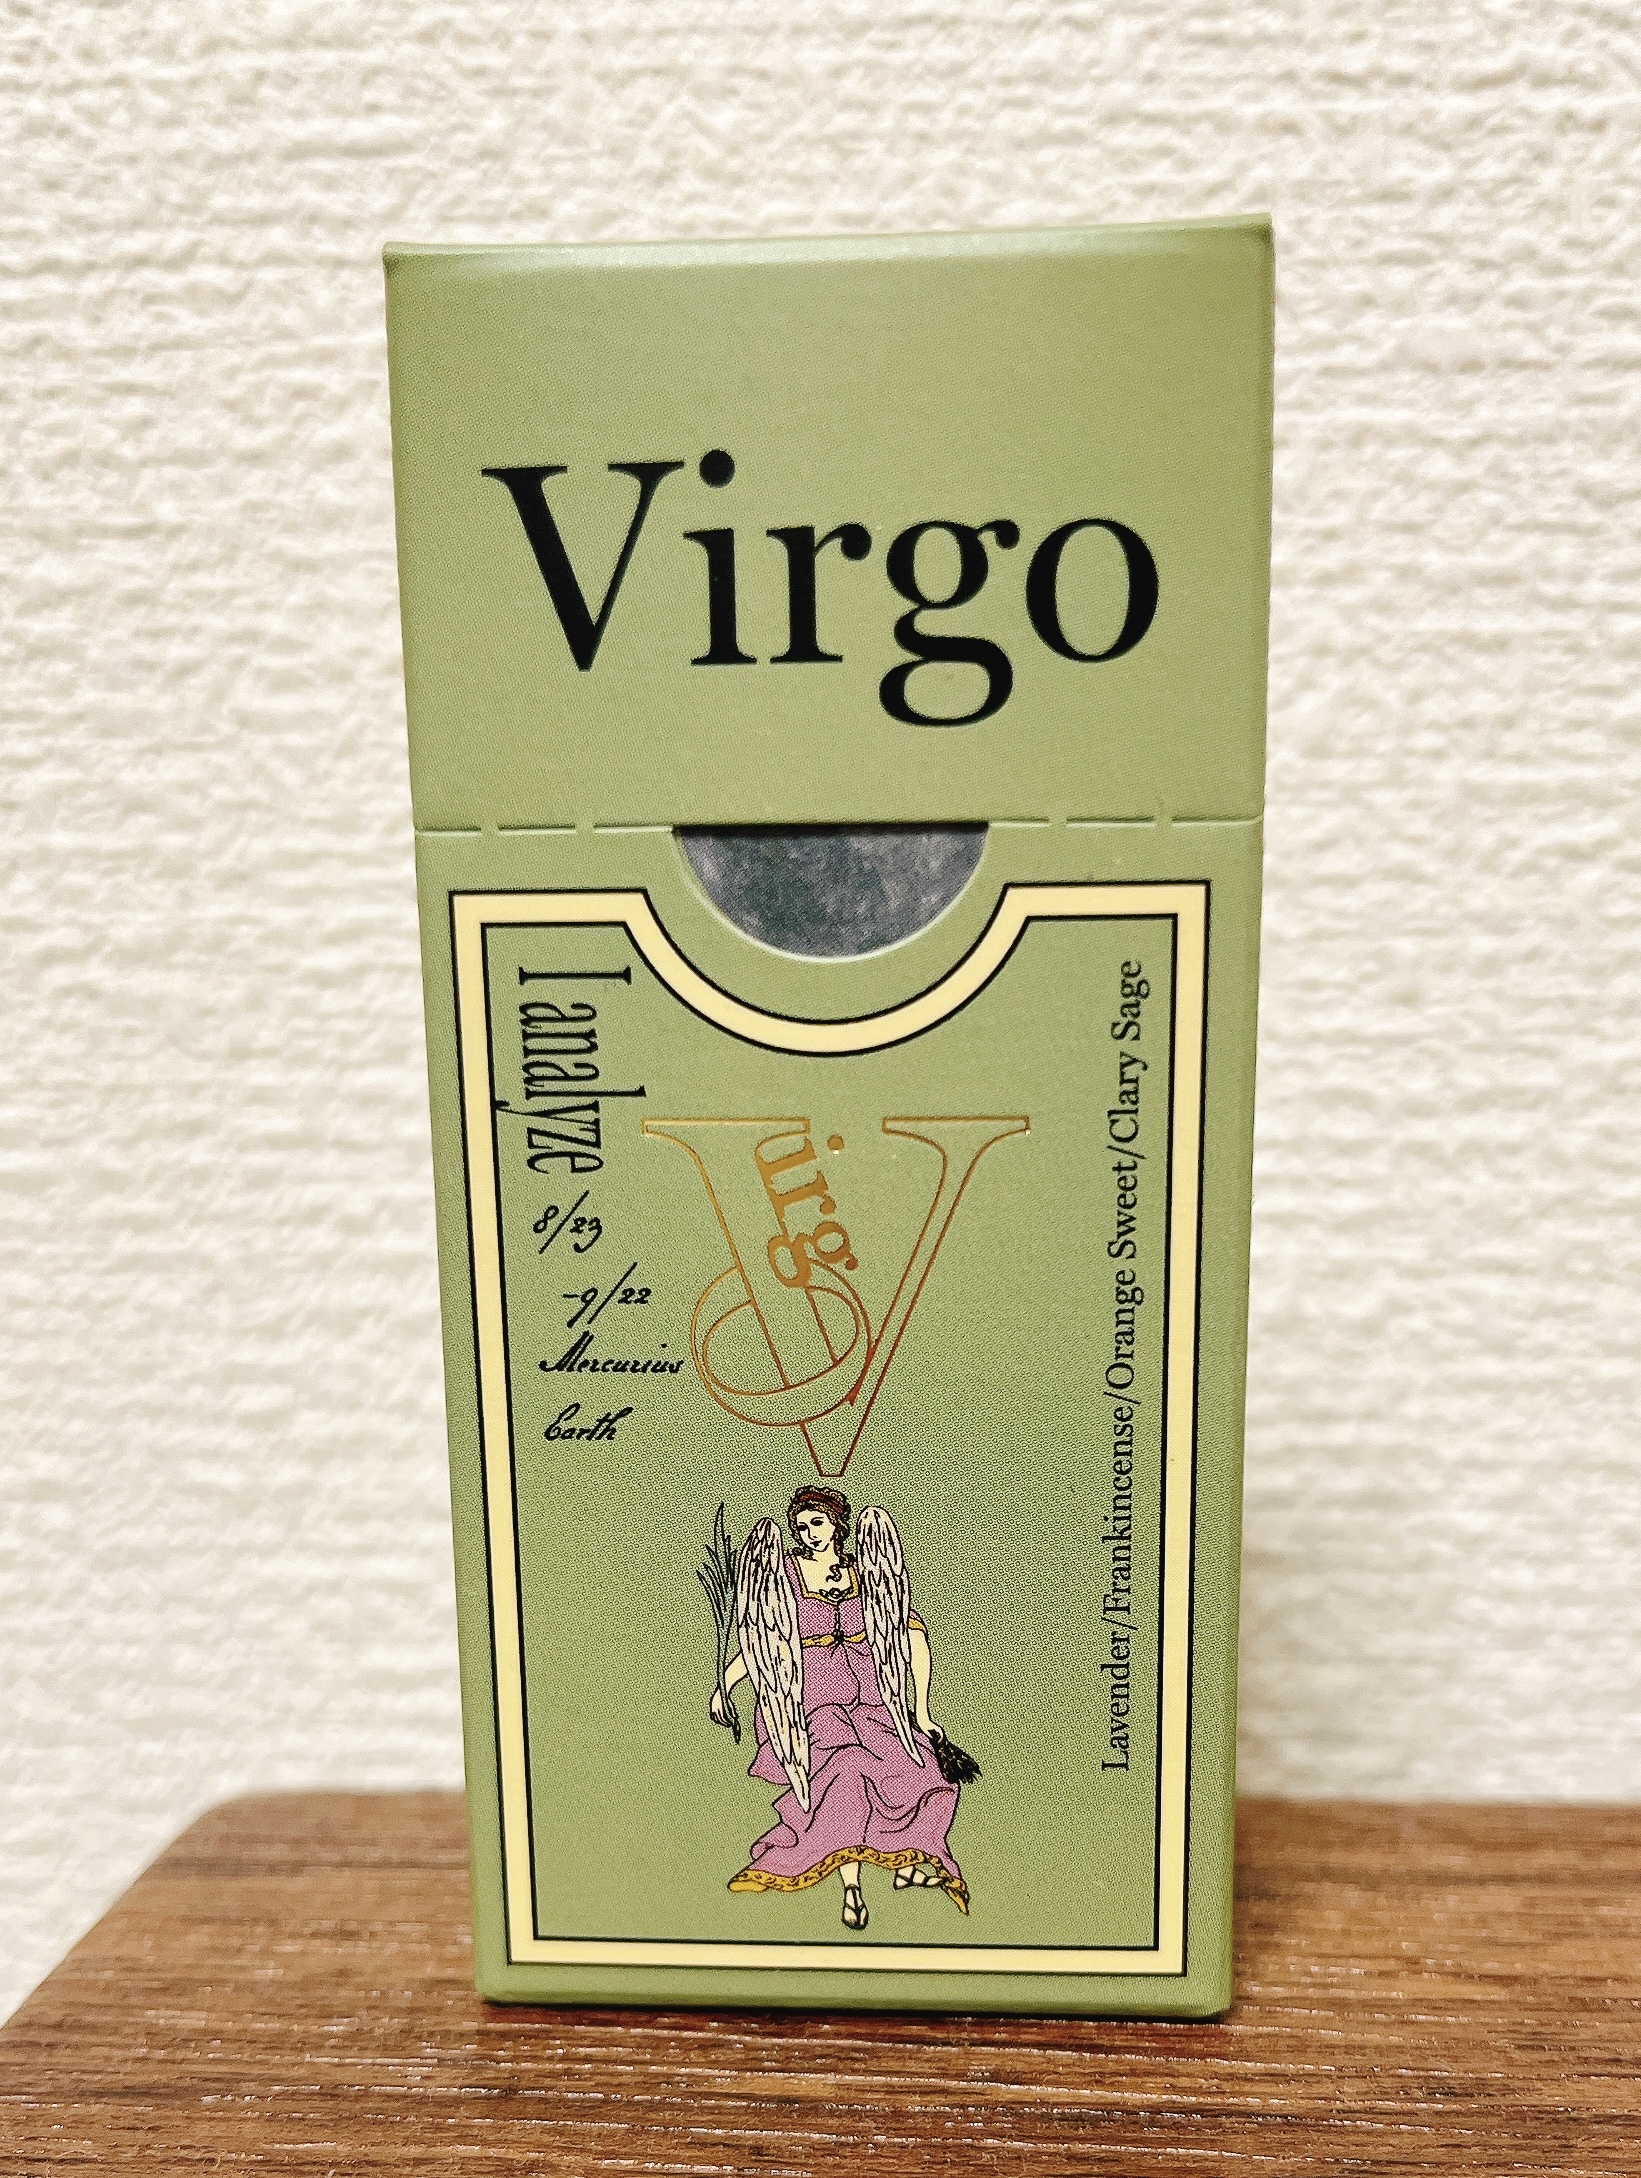 Virgo
I analyze
8/23
-9/22
Mercurius
Earth
Virgo
Lavender/Frankincense/Orange Sweet/Clary Sage